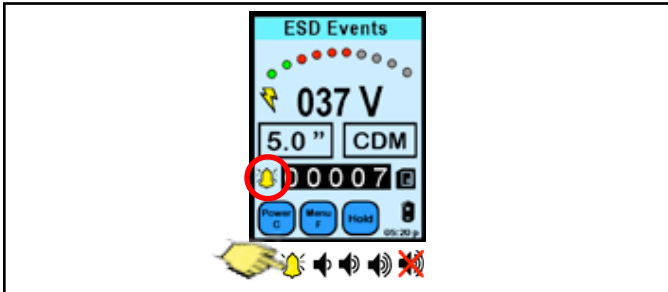 ESD Events
037 V
5.0 ” CDM
00007
Power Menu Hold
C F
05:20 p